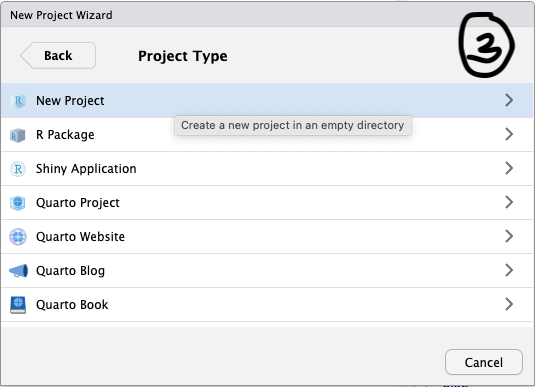 New Project Wizard
Back
Project Type
3
New Project
Create a new project in an empty directory
R Package
Shiny Application
Quarto Project
Quarto Website
Quarto Blog
Quarto Book
Cancel